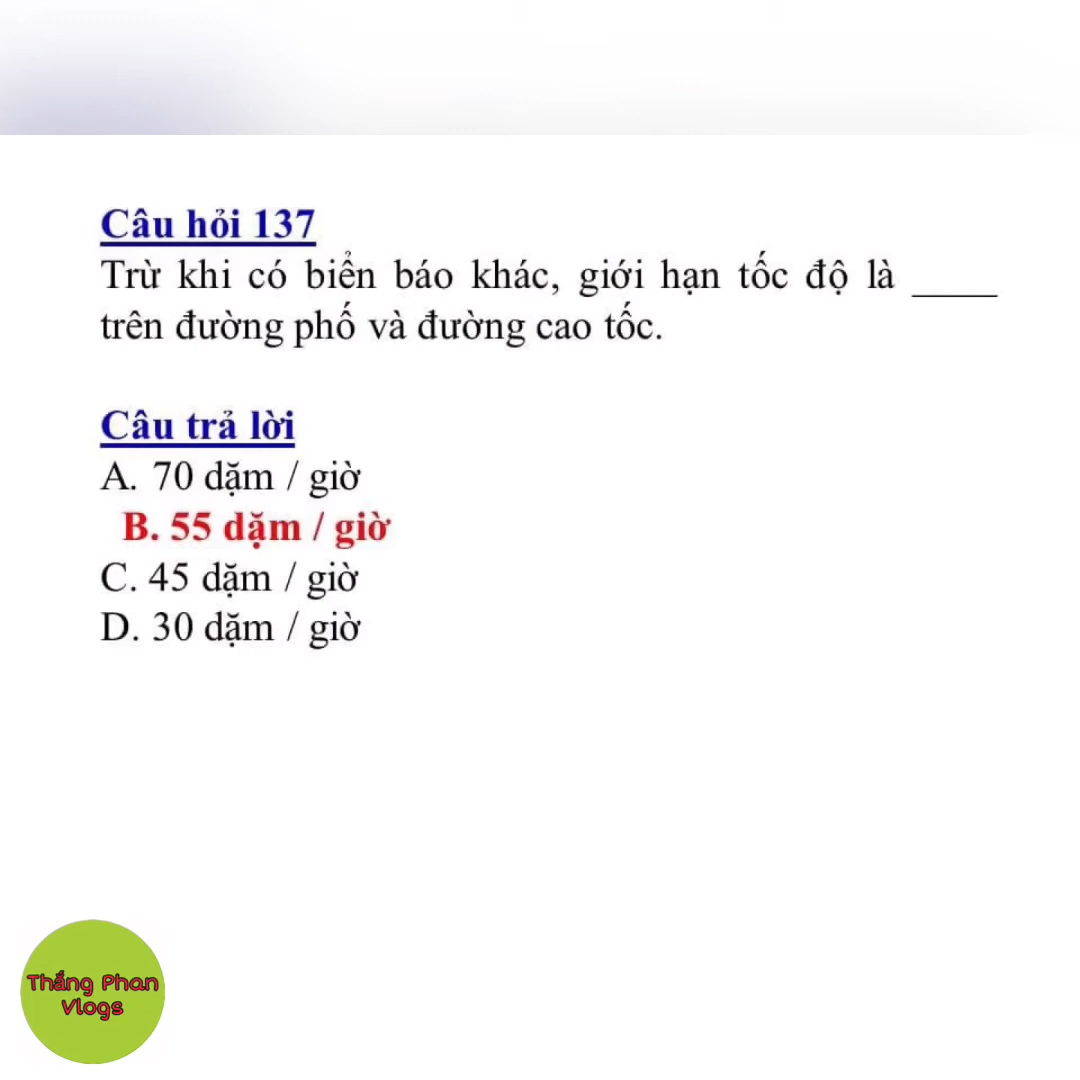 Câu hỏi 137
Trừ khi có biển báo khác, giới hạn tốc độ là ____
trên đường phố và đường cao tốc.
Câu trả lời
A. 70 dặm / giờ
B. 55 dặm / giờ
C. 45 dặm / giờ
D. 30 dặm / giờ
Thắng Phan
Vlogs